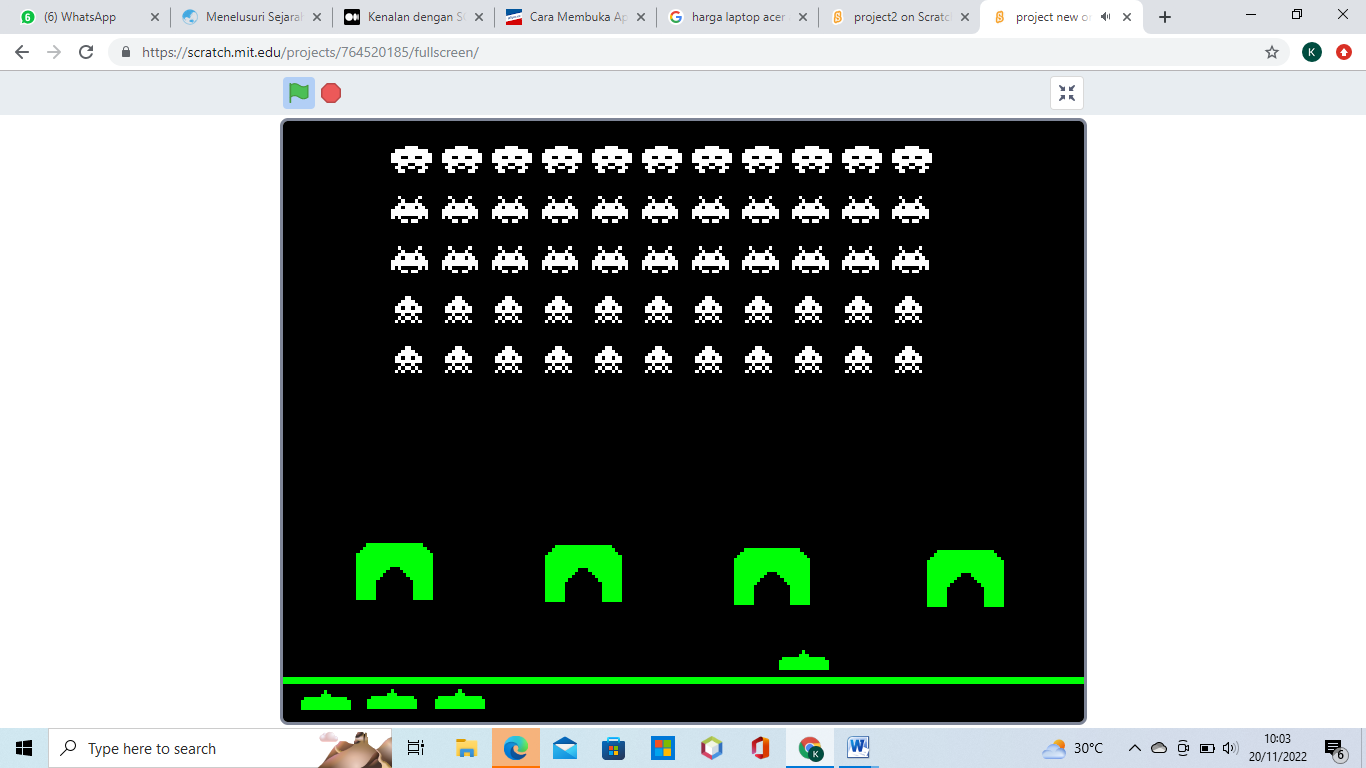 6 (6) WhatsApp
Menelusuri Sejara
Kenalan dengan S
Cara Membuka Ap
harga laptop acer
project2 on Scratc
project new o
https://scratch.mit.edu/projects/764520185/fullscreen/
K
Type here to search
K
W
30°C
10:03
20/11/2022
6